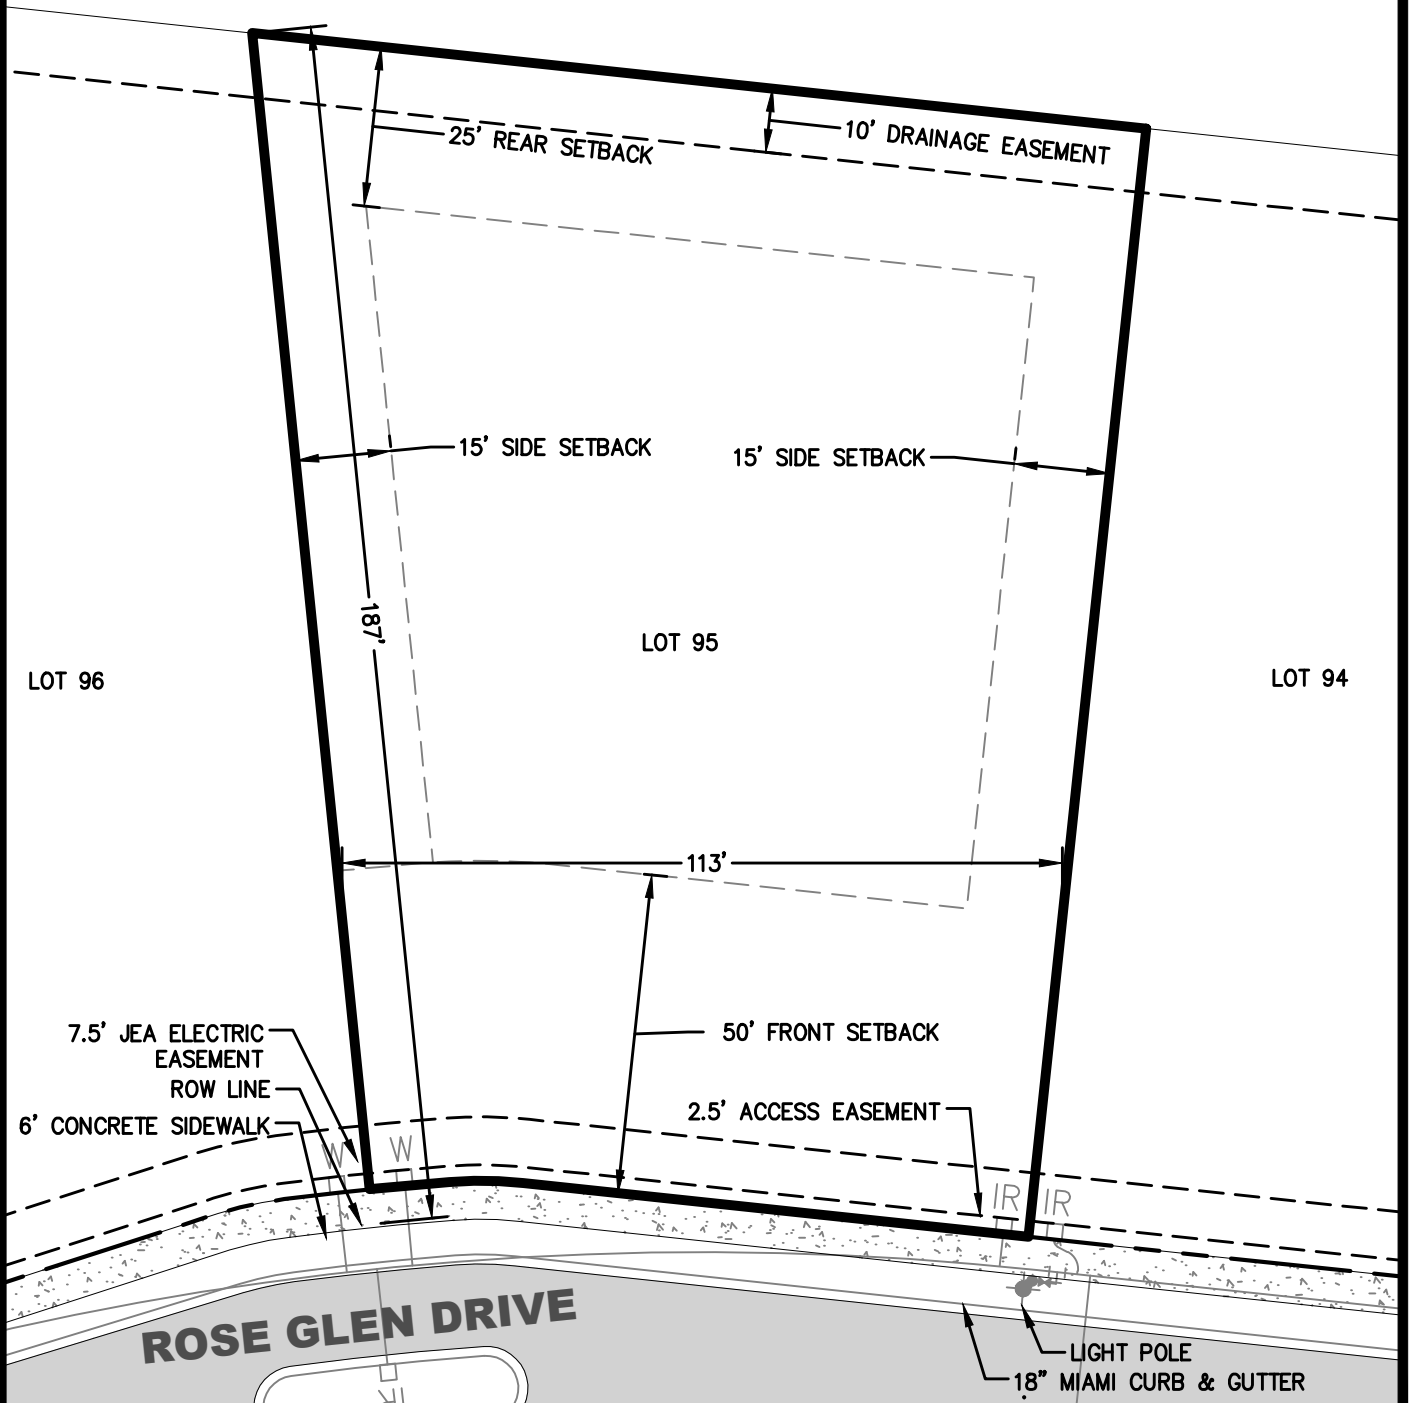 10' DRAINAGE EASEMENT
25' REAR SETBACK
15' SIDE SETBACK
15' SIDE SETBACK
187'
LOT 95
LOT 96
LOT 94
113'
50' FRONT SETBACK
7.5' JEA ELECTRIC
EASEMENT
ROW LINE
6' CONCRETE SIDEWALK
2.5' ACCESS EASEMENT
W
W
IR
IR
ROSE GLEN DRIVE
LIGHT POLE
18" MIAMI CURB & GUTTER